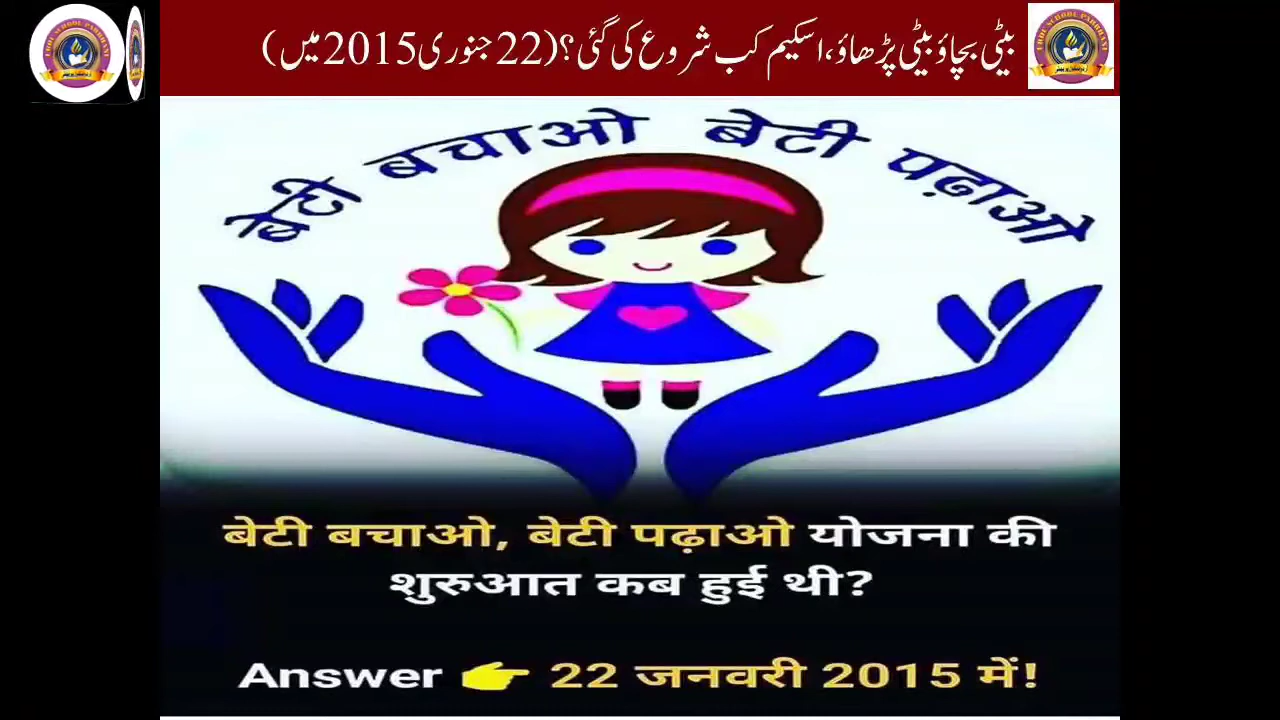 بیٹی بچاؤ بیٹی پڑھاؤ، اسکیم کب شروع کی گئی؟ (22 جنوری 2015 میں)
बेटी बचाओ बेटी पढ़ाओ
बेटी बचाओ, बेटी पढ़ाओ योजना की
शुरुआत कब हुई थी?
Answer 👉 22 जनवरी 2015 में!